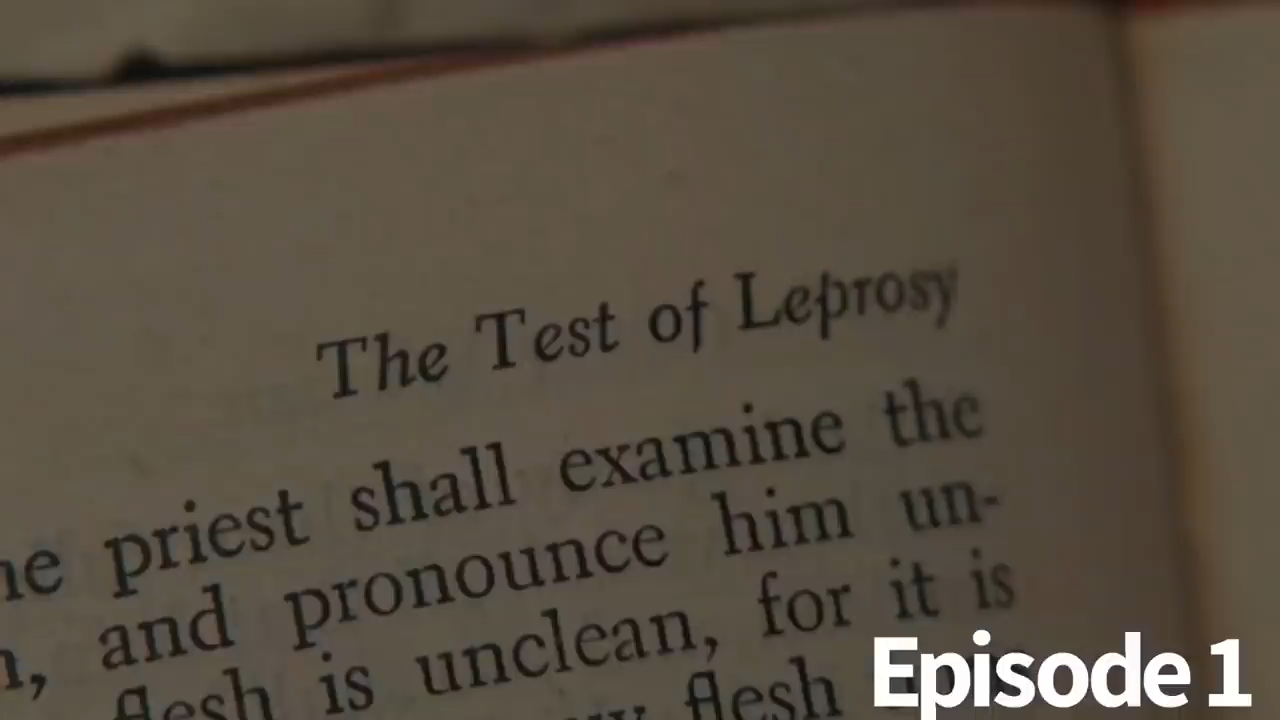 The Test of Leprosy
priest shall examine the
and pronounce him un-
flesh is unclean, for it is
flesh
Episode 1